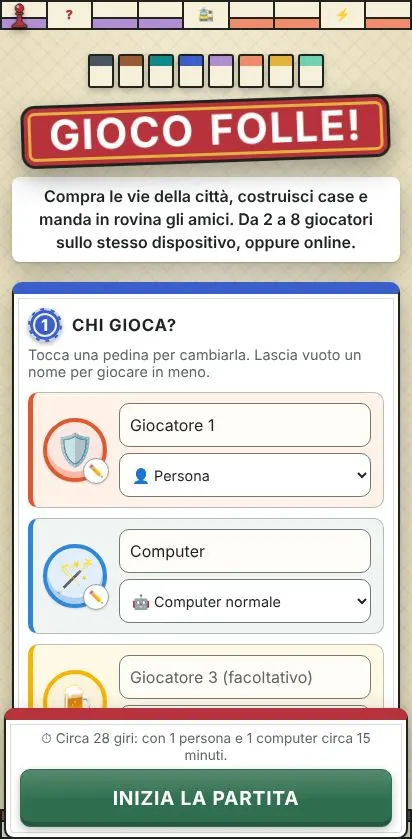 ?
GIOCO FOLLE!
Compra le vie della città, costruisci case e
manda in rovina gli amici. Da 2 a 8 giocatori
sullo stesso dispositivo, oppure online.
1 CHI GIOCA?
Tocca una pedina per cambiarla. Lascia vuoto un
nome per giocare in meno.
Giocatore 1
Persona
Computer
Computer normale
Giocatore 3 (facoltativo)
Circa 28 giri: con 1 persona e 1 computer circa 15
minuti.
INIZIA LA PARTITA